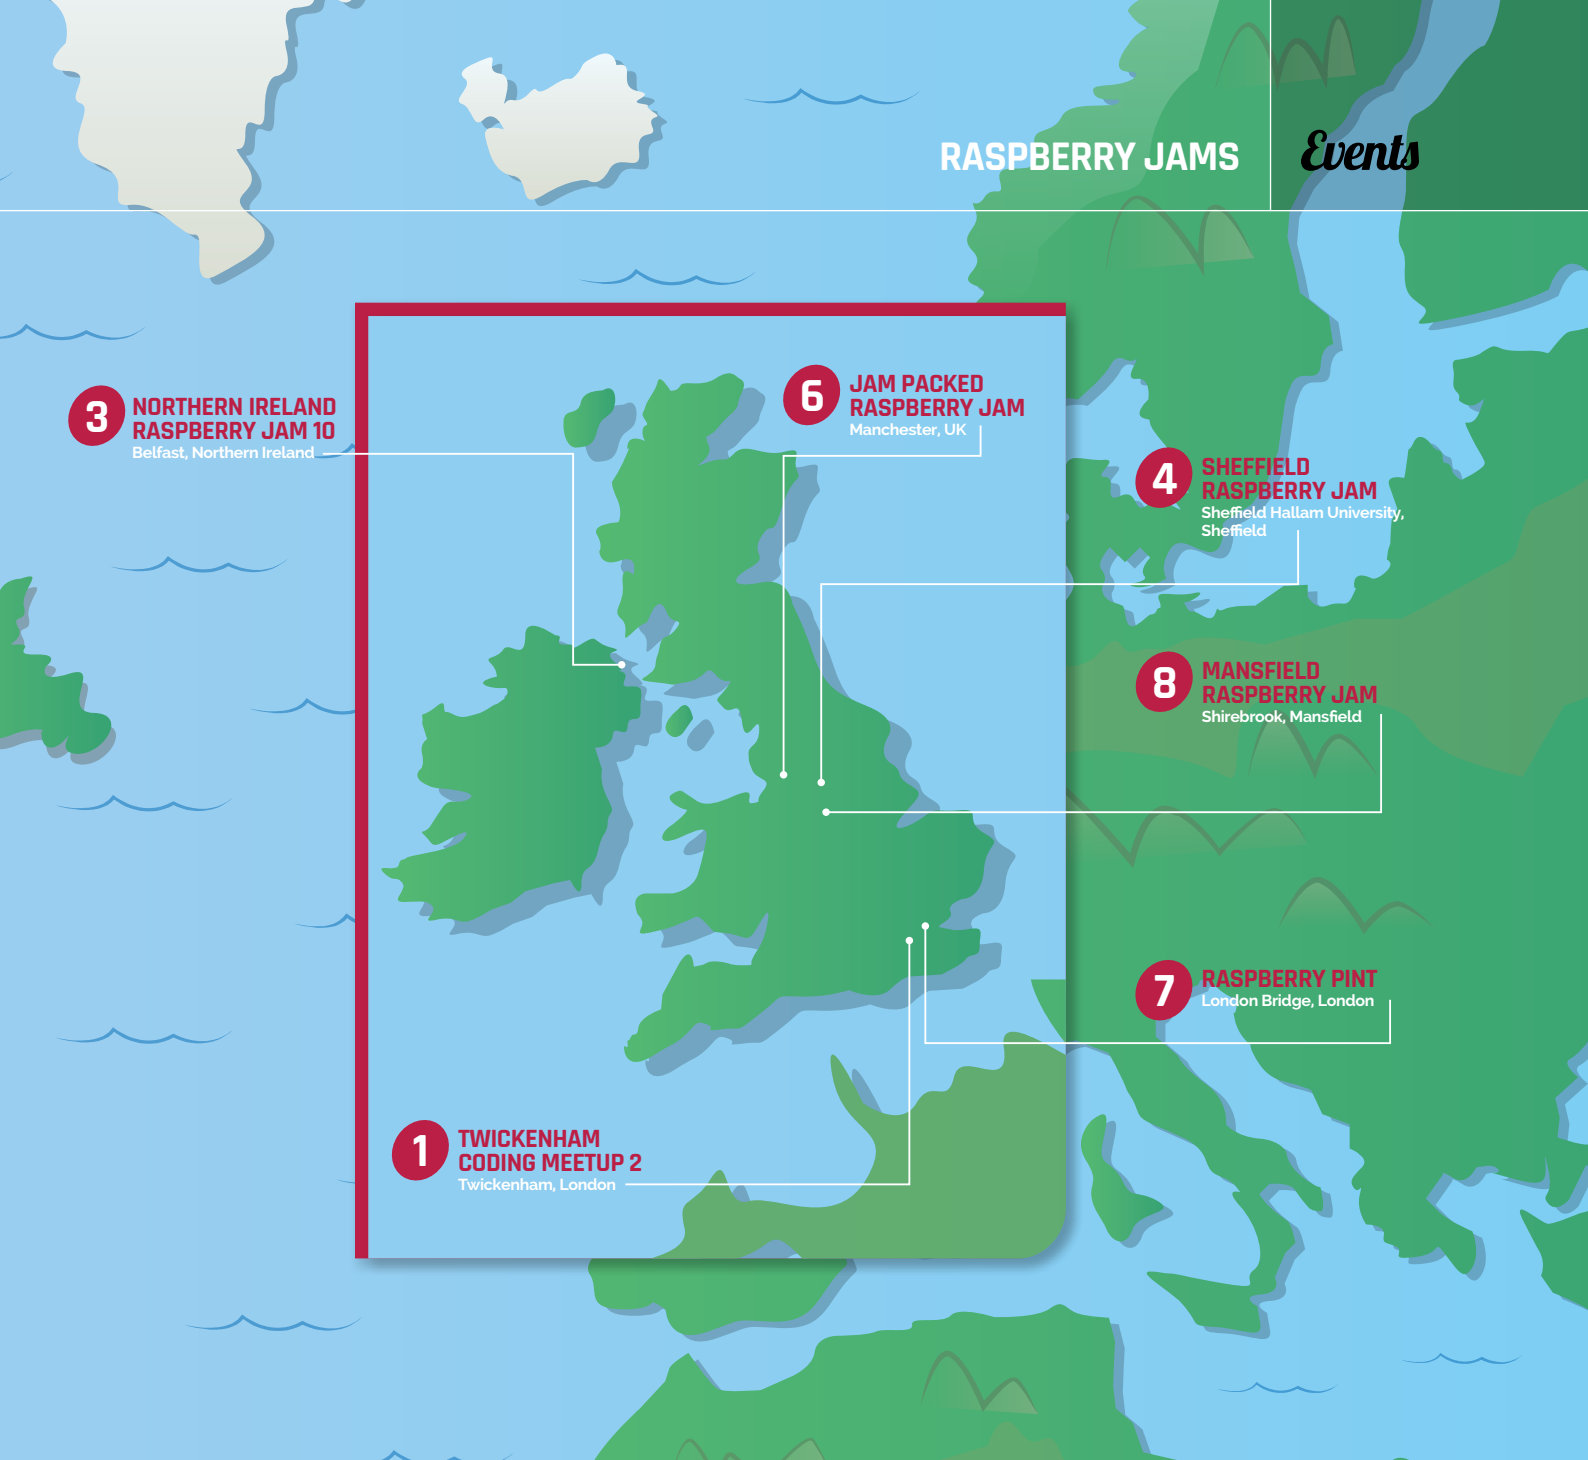 RASPBERRY JAMS
Events
3
NORTHERN IRELAND
RASPBERRY JAM 10
Belfast, Northern Ireland
6
JAM PACKED
RASPBERRY JAM
Manchester, UK
4
SHEFFIELD
RASPBERRY JAM
Sheffield Hallam University,
Sheffield
8
MANSFIELD
RASPBERRY JAM
Shirebrook, Mansfield
7
RASPBERRY PINT
London Bridge, London
1
TWICKENHAM
CODING MEETUP 2
Twickenham, London